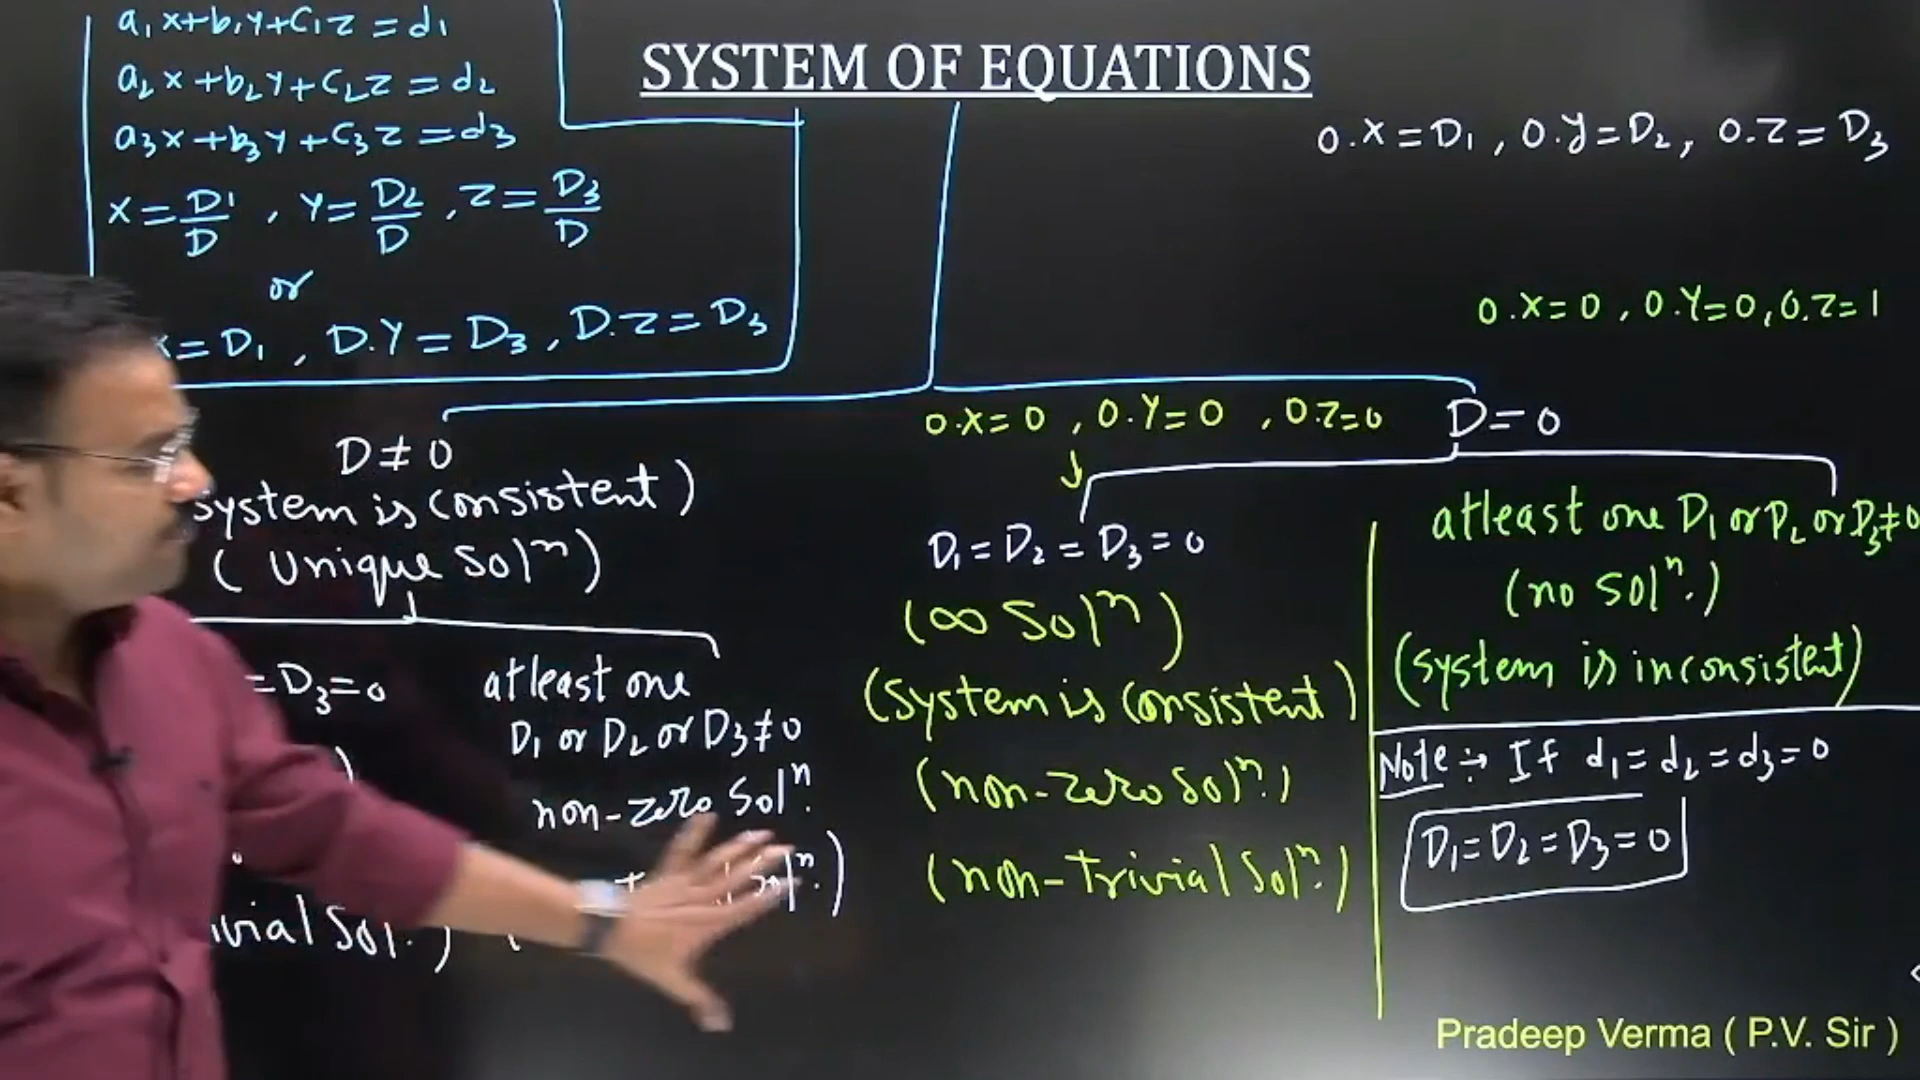 SYSTEM OF EQUATIONS
a₁x+b₁y+c₁z = d₁
a₂x+b₂y+c₂z = d₂
a₃x+b₃y+c₃z = d₃
x = D₁/D , y = D₂/D , z = D₃/D
or
x = D₁ , D.y = D₃ , D.z = D₃
0.x = D₁ , 0.y = D₂ , 0.z = D₃
0.x=0 , 0.y=0 , 0.z=1
D ≠ 0
system is consistent)
( Unique solⁿ)
=D₃=0
ivial sol. )
atleast one
D₁ or D₂ or D₃≠0
non-zero solⁿ.
solⁿ.)
0.x=0 , 0.y=0 , 0.z=0
D=0
D₁ = D₂ = D₃ = 0
(∞ solⁿ)
(system is consistent)
(non-zero solⁿ.)
(non-trivial solⁿ.)
atleast one D₁ or D₂ or D₃≠0
(no solⁿ.)
(system is inconsistent)
Note :→ If d₁=d₂=d₃=0
D₁=D₂=D₃=0
Pradeep Verma ( P.V. Sir )